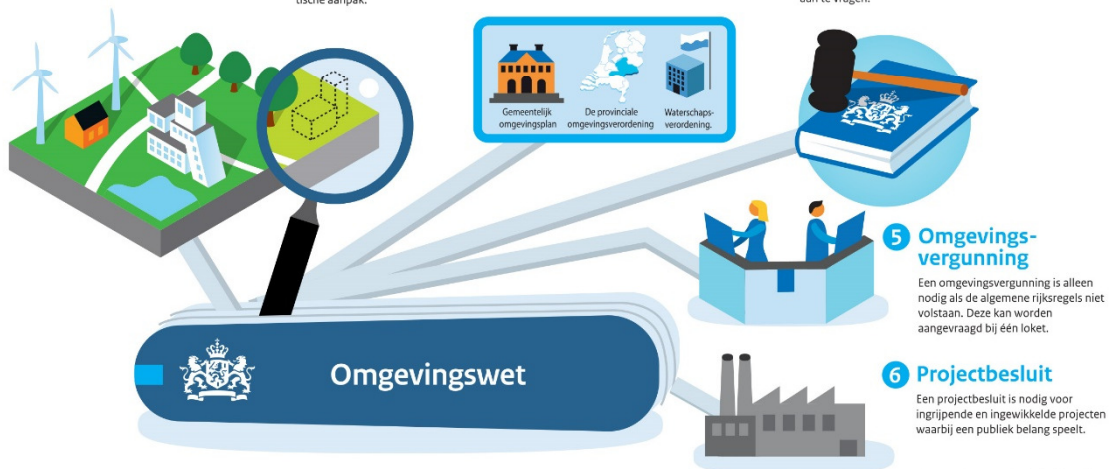 tische aanpak.
aan te vragen.
Gemeentelijk
omgevingsplan
De provinciale
omgevingsverordening
Waterschaps-
verordening.
5 Omgevings-
vergunning
Een omgevingsvergunning is alleen
nodig als de algemene rijksregels niet
volstaan. Deze kan worden
aangevraagd bij één loket.
Omgevingswet
6 Projectbesluit
Een projectbesluit is nodig voor
ingrijpende en ingewikkelde projecten
waarbij een publiek belang speelt.